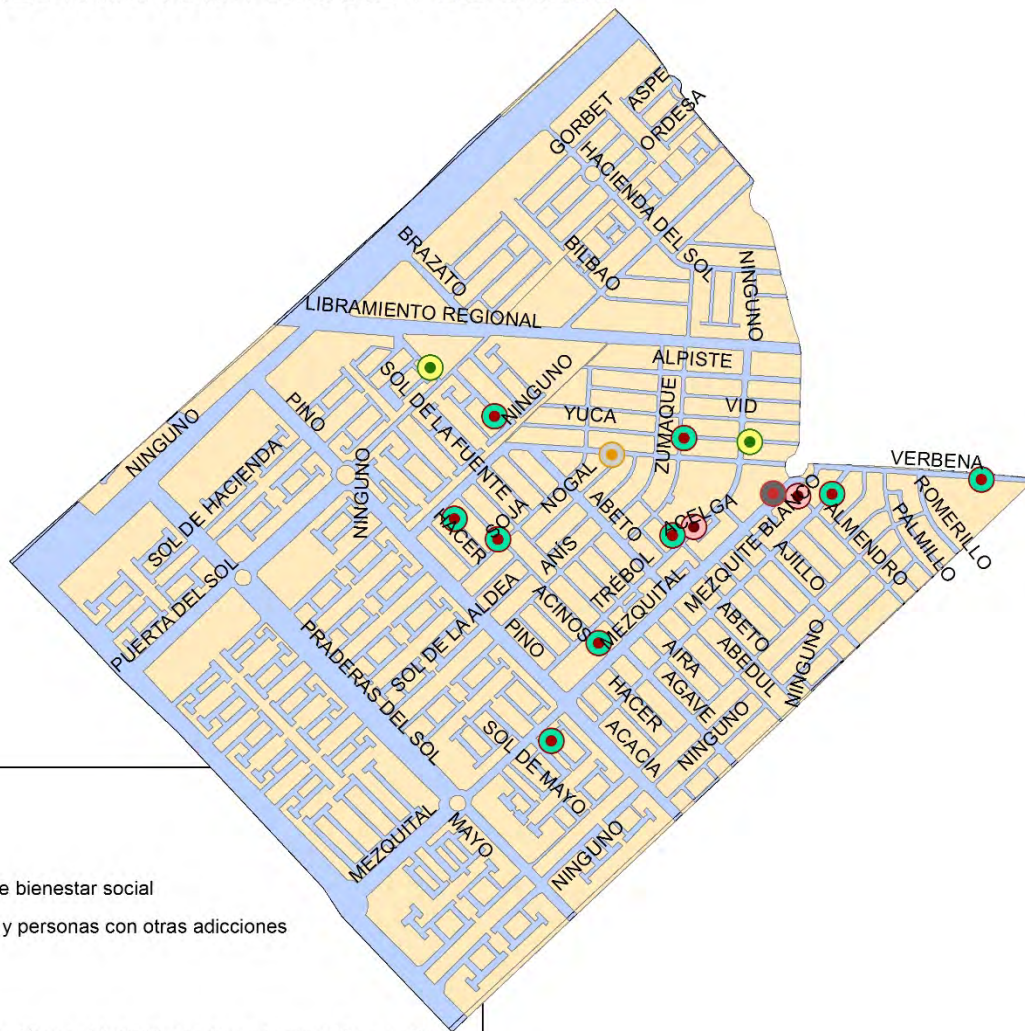 ASPE
GORBET
ORDESA
HACIENDA DEL SOL
BRAZATO
BILBAO
NINGUNO
LIBRAMIENTO REGIONAL
ALPISTE
SOL DE LA FUENTE
NINGUNO
YUCA
ZUMAQUE
VID
PINO
NINGUNO
SOL DE HACIENDA
NINGUNO
VERBENA
NOGAL
ABETO
ACELGA
SOJA
HACER
ANÍS
TRÉBOL
MEZQUITE BLANCO
ALMENDRO
PALMILLO
ROMERILLO
AJILLO
PUERTA DEL SOL
SOL DE LA ALDEA
ACINOS
PINO
MEZQUITAL
ABETO
ABEDUL
NINGUNO
PRADERAS DEL SOL
AIRA
AGAVE
HACER
ACACIA
NINGUNO
SOL DE MAYO
MEZQUITAL
MAYO
NINGUNO
e bienestar social
y personas con otras adicciones